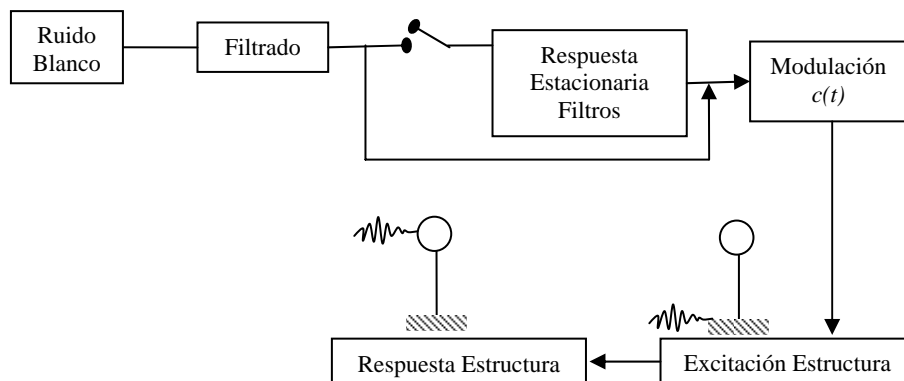 Ruido
Blanco
Filtrado
Respuesta
Estacionaria
Filtros
Modulación
c(t)
Respuesta Estructura
Excitación Estructura